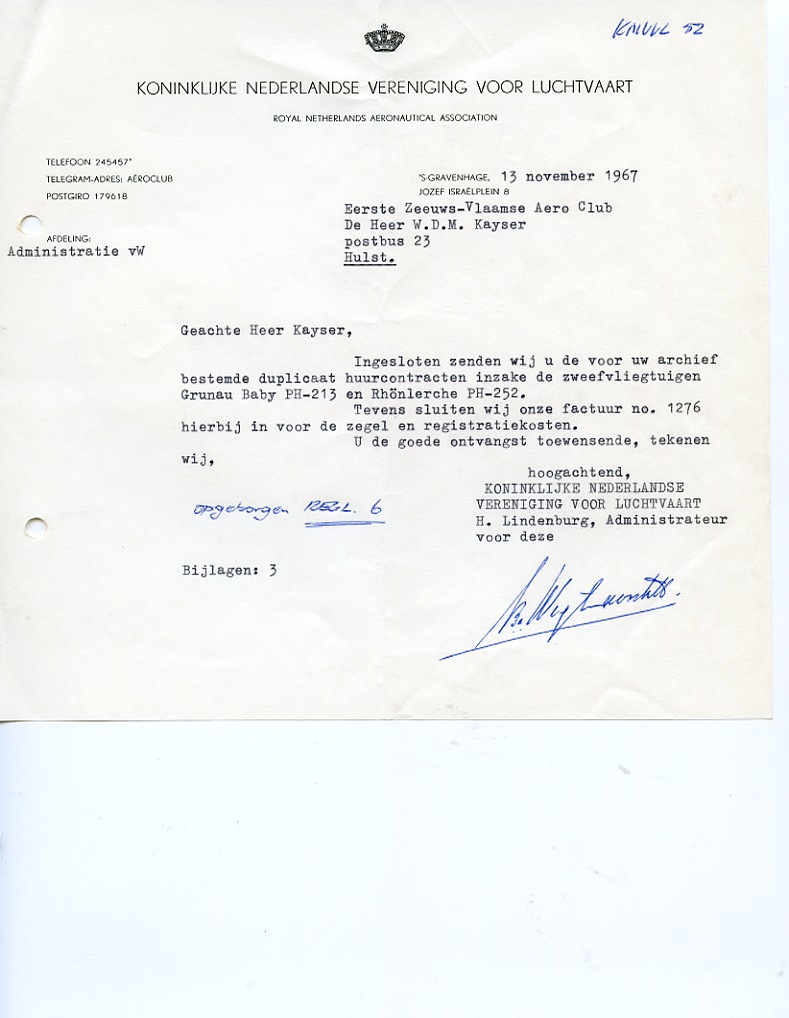 KNVVL 52
KONINKLIJKE NEDERLANDSE VERENIGING VOOR LUCHTVAART
ROYAL NETHERLANDS AERONAUTICAL ASSOCIATION
TELEFOON 245457*
TELEGRAM-ADRES: AÉROCLUB
POSTGIRO 179618
'S-GRAVENHAGE, 13 november 1967
JOZEF ISRAËLPLEIN 8
Eerste Zeeuws-Vlaamse Aero Club
De Heer W.D.M. Kayser
postbus 23
Hulst.
AFDELING:
Administratie vW
Geachte Heer Kayser,
Ingesloten zenden wij u de voor uw archief
bestemde duplicaat huurcontracten inzake de zweefvliegtuigen
Grunau Baby PH-213 en Rhönlerche PH-252.
Tevens sluiten wij onze factuur no. 1276
hierbij in voor de zegel en registratiekosten.
U de goede ontvangst toewensende, tekenen
wij,
hoogachtend,
KONINKLIJKE NEDERLANDSE
VERENIGING VOOR LUCHTVAART
H. Lindenburg, Administrateur
voor deze
opgeborgen REGL. 6
Bijlagen: 3